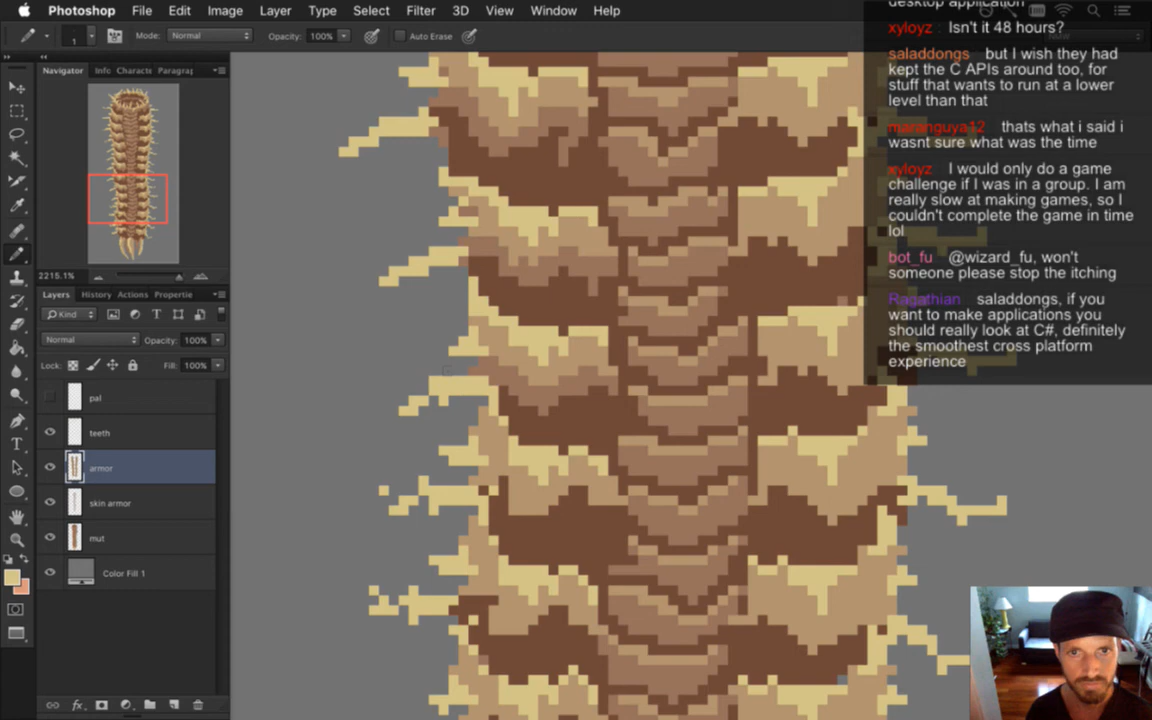 Photoshop File Edit Image Layer Type Select Filter 3D View Window Help
1 Mode: Normal Opacity: 100% Auto Erase
Navigator Info Characte Paragrap
2215.1%
Layers History Actions Propertie
Kind
Normal Opacity: 100%
Lock: Fill: 100%
pal
teeth
armor
skin armor
mut
Color Fill 1
desktop application
xyloyz : Isn't it 48 hours?
saladdongs but I wish they had
kept the C APIs around too, for
stuff that wants to run at a lower
level than that
maranguya12 thats what i said i
wasnt sure what was the time
xyloyz I would only do a game
challenge if I was in a group. I am
really slow at making games, so I
couldn't complete the game in time
lol
bot_fu @wizard_fu, won't
someone please stop the itching
Ragathian saladdongs, if you
want to make applications you
should really look at C#, definitely
the smoothest cross platform
experience